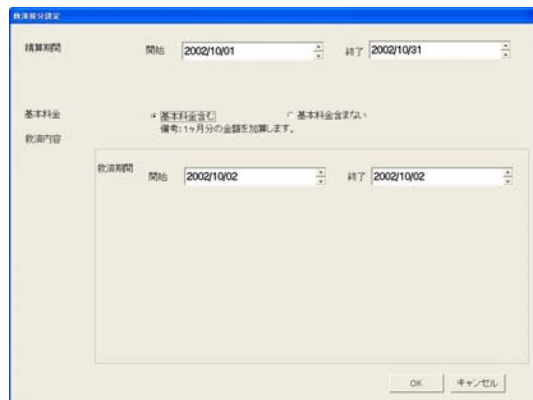 救済部分設定
精算期間 開始 2002/10/01 終了 2002/10/31
基本料金 基本料金含む 基本料金含まない
備考:1ヶ月分の金額を加算します。
救済内容
救済期間 開始 2002/10/02 終了 2002/10/02
OK キャンセル